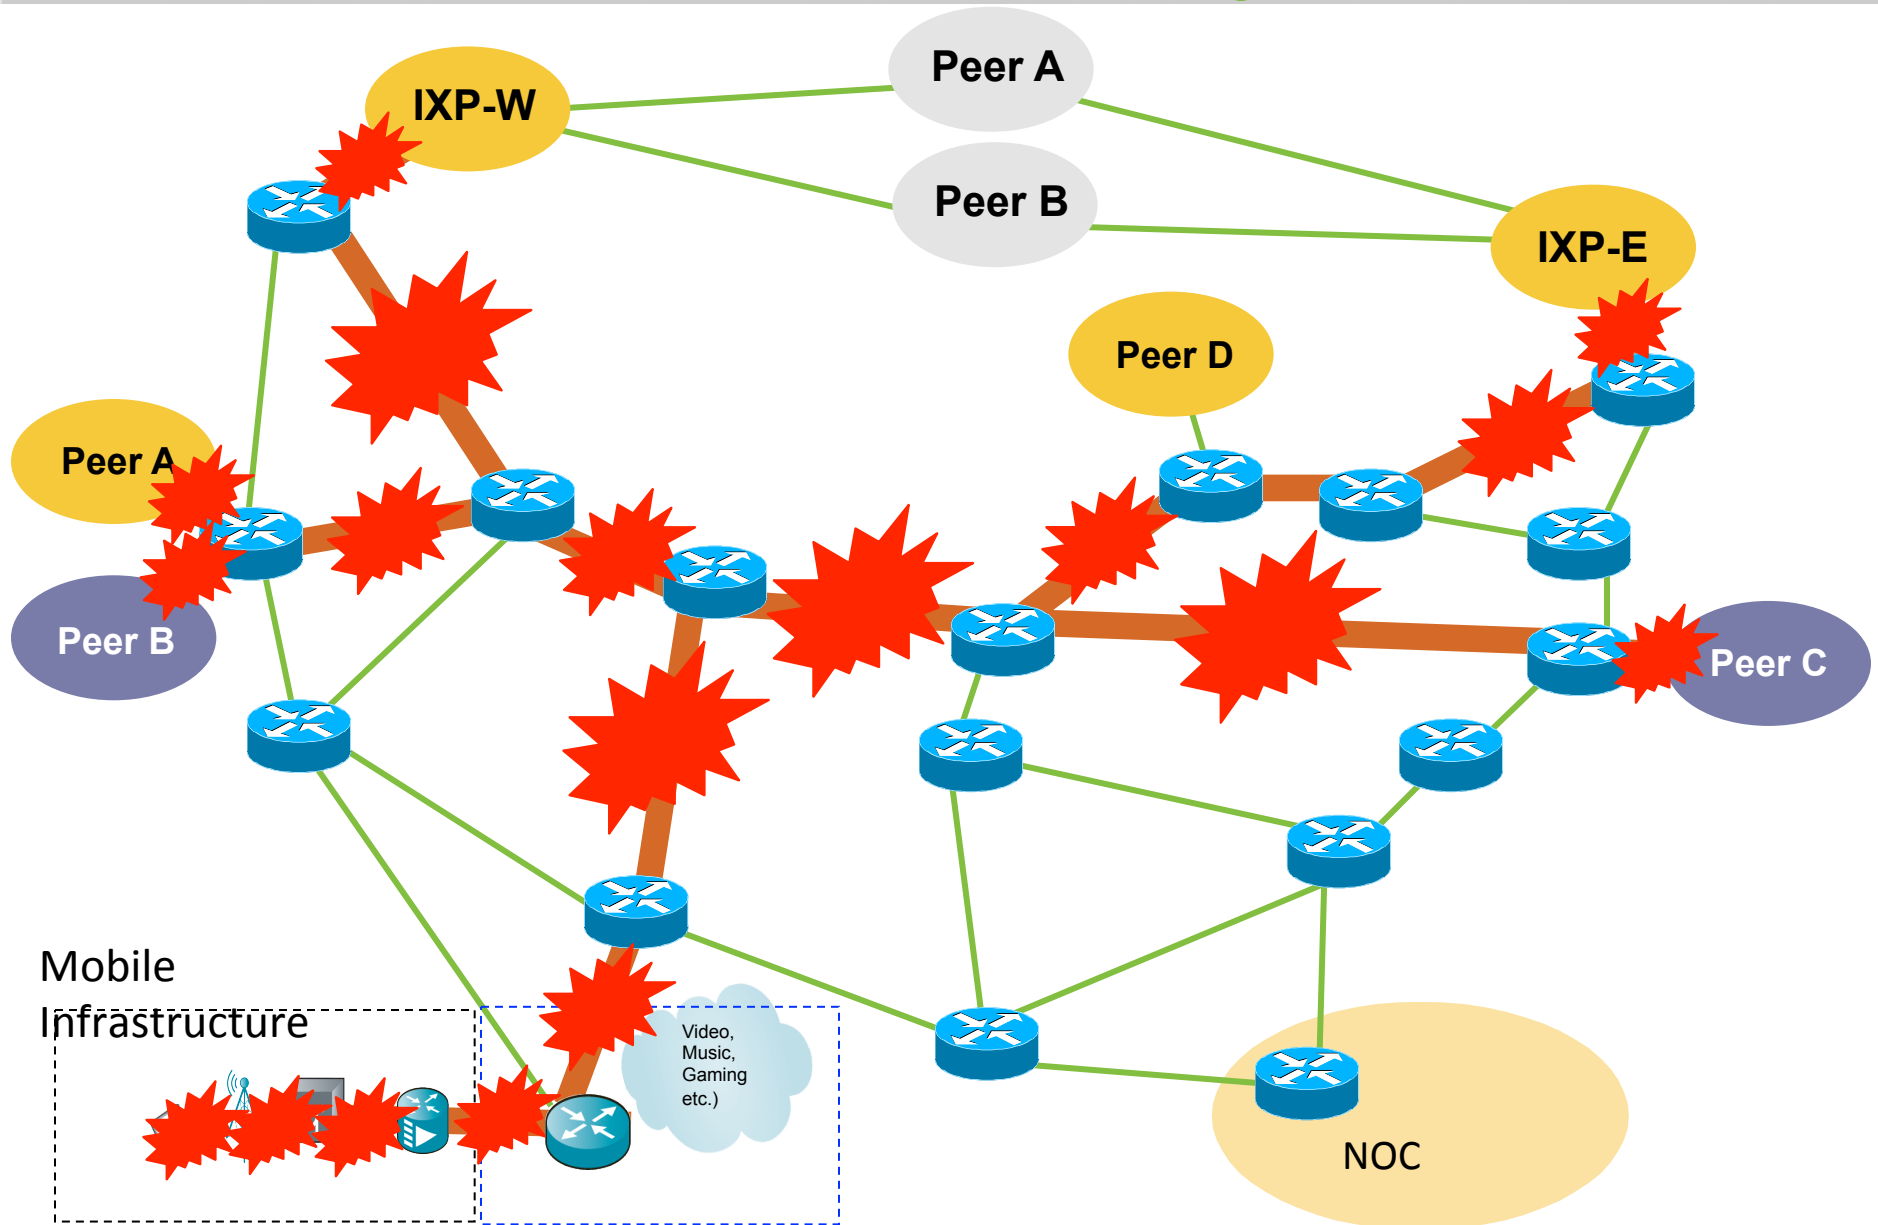 IXP-W
Peer A
Peer B
IXP-E
Peer D
Peer A
Peer B
Peer C
Mobile
Infrastructure
Video,
Music,
Gaming
etc.)
NOC